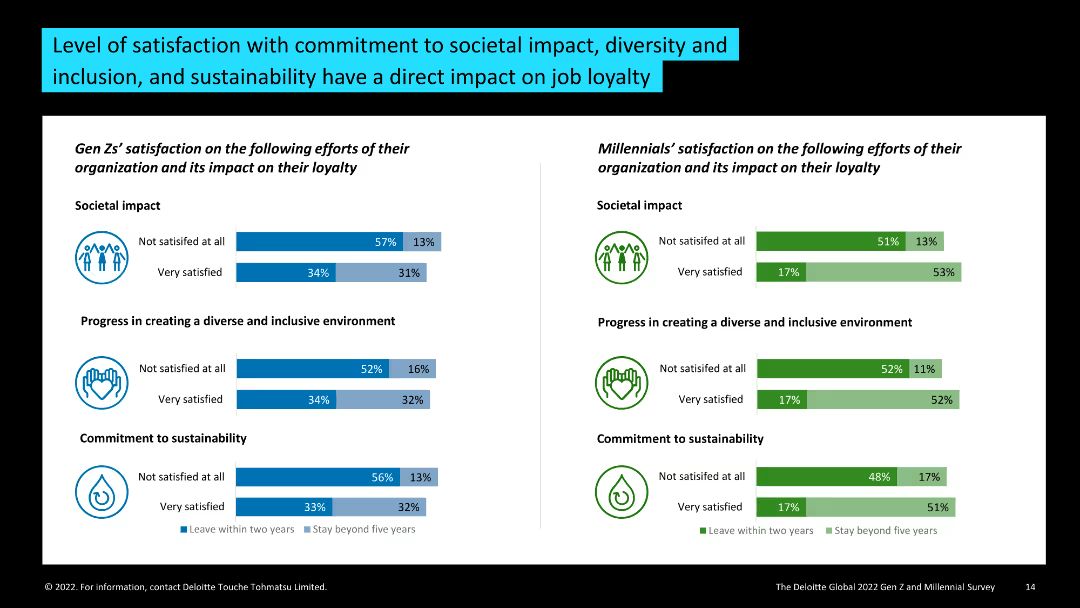 Level of satisfaction with commitment to societal impact, diversity and
inclusion, and sustainability have a direct impact on job loyalty
Gen Zs’ satisfaction on the following efforts of their
organization and its impact on their loyalty
Societal impact
Not satisifed at all 57% 13%
Very satisfied 34% 31%
Progress in creating a diverse and inclusive environment
Not satisfied at all 52% 16%
Very satisfied 34% 32%
Commitment to sustainability
Not satisfied at all 56% 13%
Very satisfied 33% 32%
Leave within two years Stay beyond five years
Millennials’ satisfaction on the following efforts of their
organization and its impact on their loyalty
Societal impact
Not satisifed at all 51% 13%
Very satisfied 17% 53%
Progress in creating a diverse and inclusive environment
Not satisifed at all 52% 11%
Very satisfied 17% 52%
Commitment to sustainability
Not satisifed at all 48% 17%
Very satisfied 17% 51%
Leave within two years Stay beyond five years
© 2022. For information, contact Deloitte Touche Tohmatsu Limited.
The Deloitte Global 2022 Gen Z and Millennial Survey 14